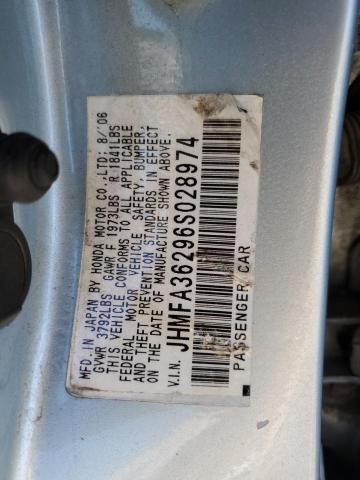 MFD.IN JAPAN BY HONDA MOTOR CO.,LTD; 8/'06
GVWR 3792LBS GAWR F 1973LBS R 1841LBS
THIS VEHICLE CONFORMS TO ALL APPLICABLE
FEDERAL MOTOR VEHICLE SAFETY, BUMPER,
AND THEFT PREVENTION STANDARDS IN EFFECT
ON THE DATE OF MANUFACTURE SHOWN ABOVE.
V.I.N. JHMFA36296S028974
PASSENGER CAR